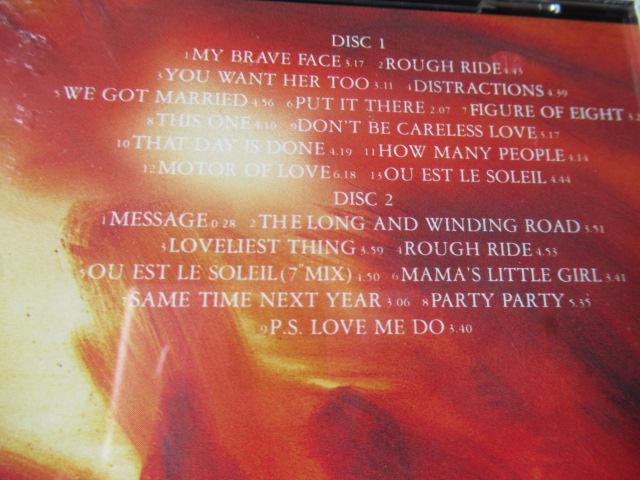 DISC 1
1 MY BRAVE FACE 3.17 2 ROUGH RIDE 4.43
3 YOU WANT HER TOO 3.11 4 DISTRACTIONS 4.39
5 WE GOT MARRIED 4.56 6 PUT IT THERE 2.07 7 FIGURE OF EIGHT
8 THIS ONE 4.10 9 DON'T BE CARELESS LOVE 3.17
10 THAT DAY IS DONE 4.19 11 HOW MANY PEOPLE 4.14
12 MOTOR OF LOVE 6.18 13 OU EST LE SOLEIL 4.44
DISC 2
1 MESSAGE 0 28 2 THE LONG AND WINDING ROAD 3.51
3 LOVELIEST THING 3.59 4 ROUGH RIDE 4.53
5 OU EST LE SOLEIL (7" MIX) 4.50 6 MAMA'S LITTLE GIRL 3.41
7 SAME TIME NEXT YEAR 3.06 8 PARTY PARTY 5.35
9 P.S. LOVE ME DO 3.40